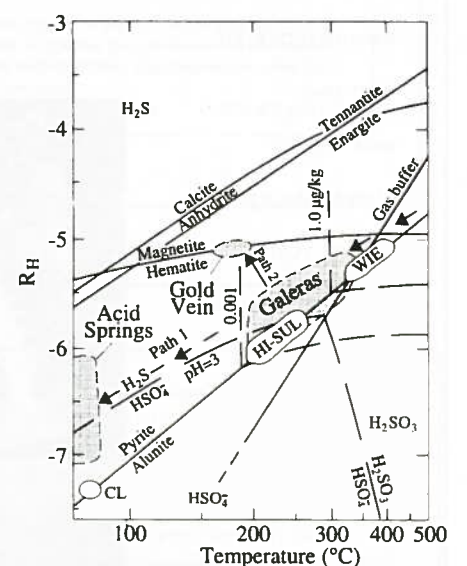 -3
-4
-5
-6
-7
R_H
H₂S
Tennantite
Enargite
Calcite
Anhydrite
1.0 µg/kg
Gas buffer
Magnetite
Hematite
WIE
Gold
Vein
Path 2
Galeras
0.001
Acid
Springs
Path 1
HI-SUL
H₂S
HSO₄⁻
pH=3
Pyrite
Alunite
H₂SO₃
H₂SO₃
HSO₃⁻
CL
HSO₄⁻
100
200
300
400
500
Temperature (°C)